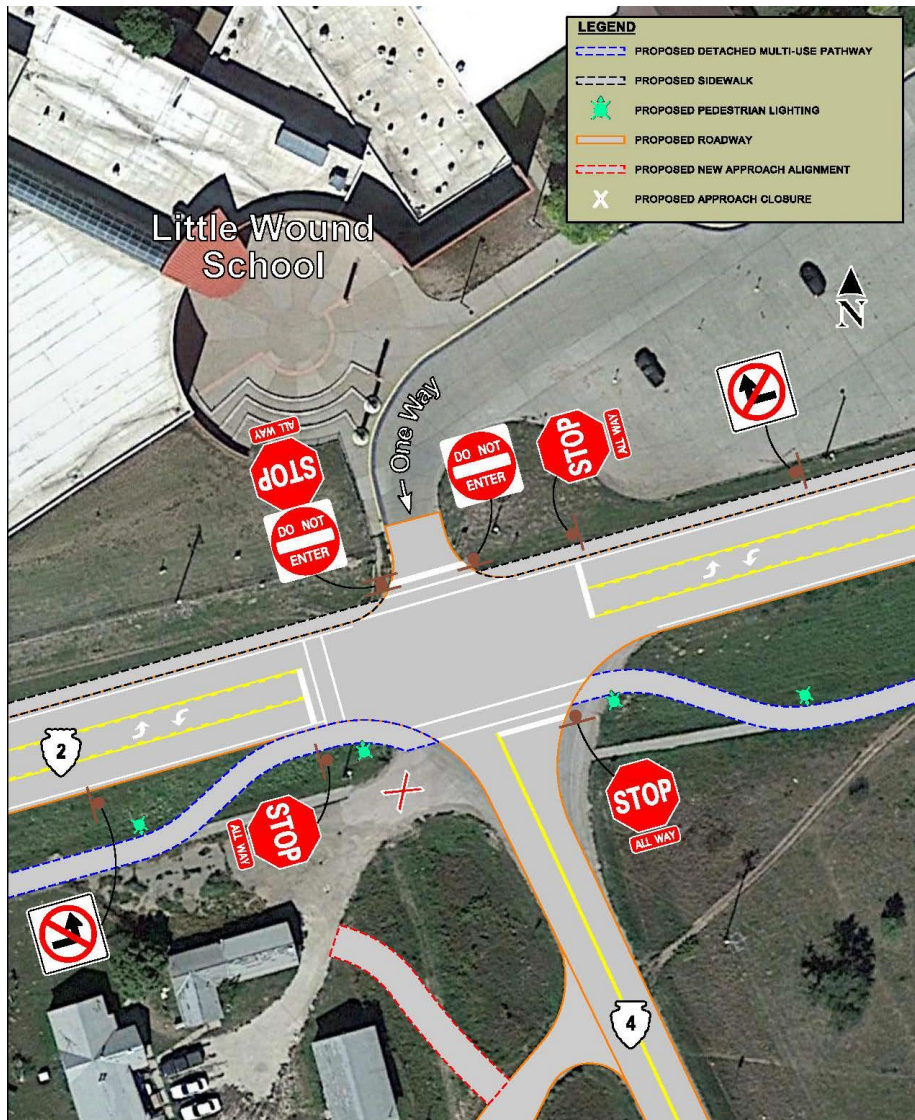 LEGEND
PROPOSED DETACHED MULTI-USE PATHWAY
PROPOSED SIDEWALK
PROPOSED PEDESTRIAN LIGHTING
PROPOSED ROADWAY
PROPOSED NEW APPROACH ALIGNMENT
X PROPOSED APPROACH CLOSURE
Little Wound
School
N
One Way
ALL WAY
STOP
DO NOT
ENTER
DO NOT
ENTER
STOP
ALL WAY
2
STOP
ALL WAY
STOP
ALL WAY
4